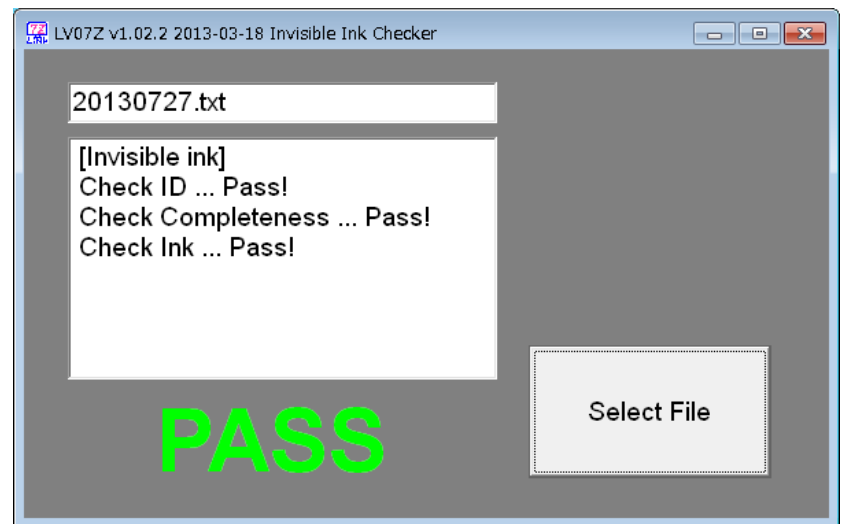 LV07Z v1.02.2 2013-03-18 Invisible Ink Checker
20130727.txt
[Invisible ink]
Check ID ... Pass!
Check Completeness ... Pass!
Check Ink ... Pass!
PASS
Select File